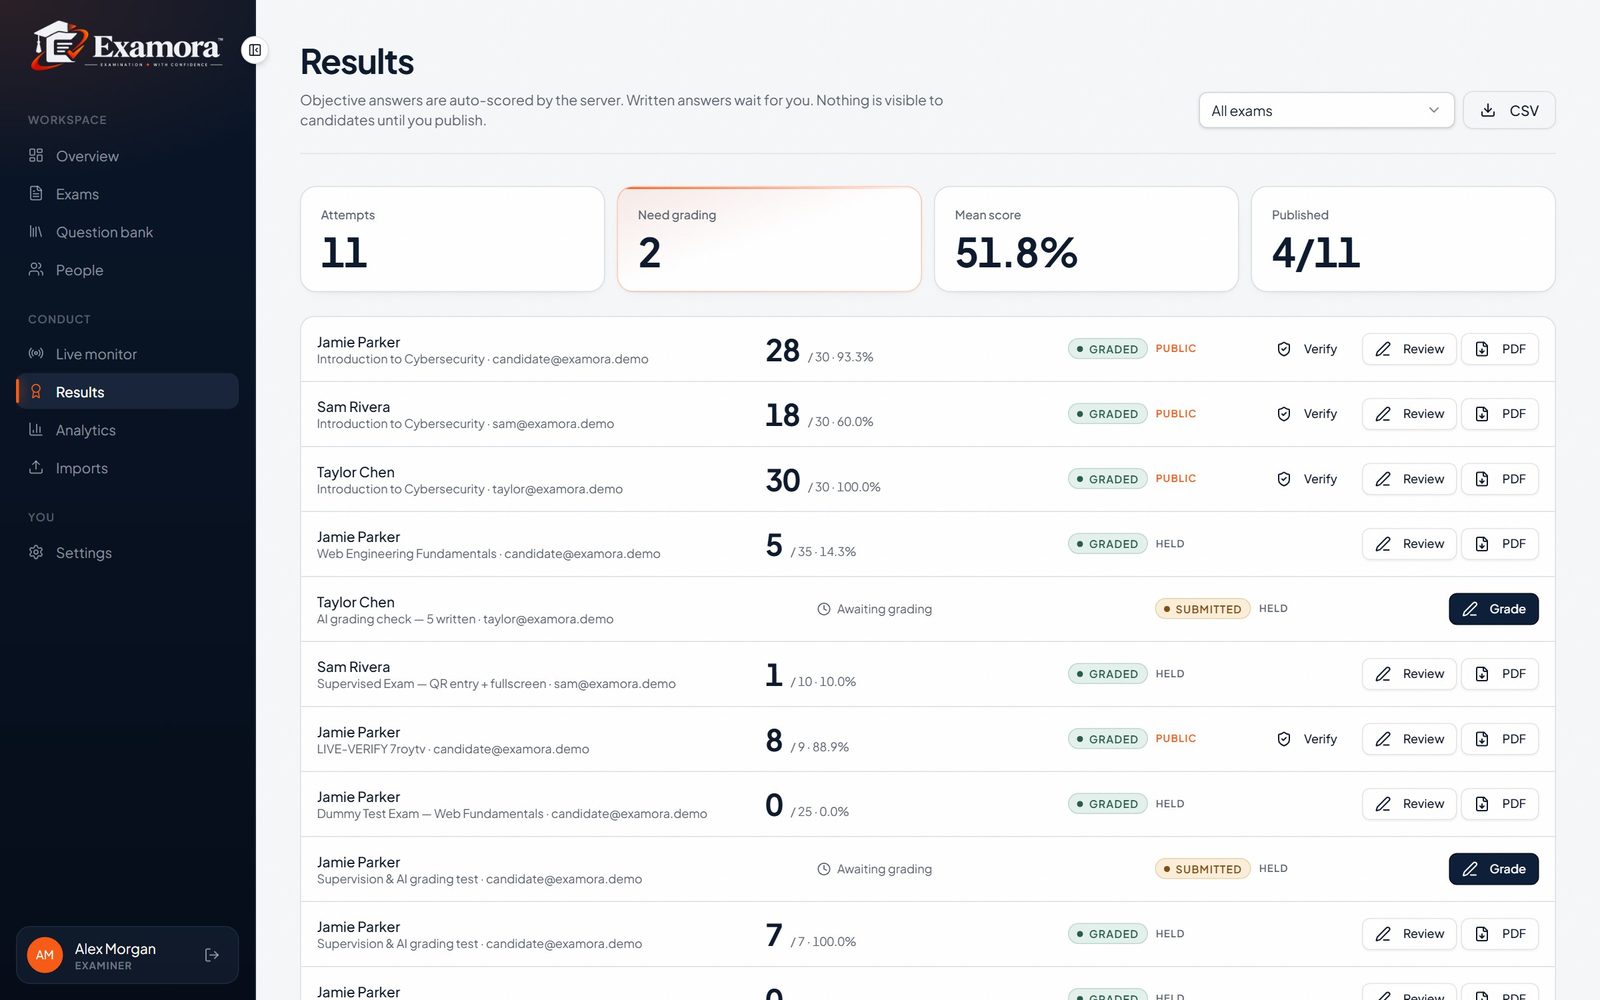 Examora™
EXAMINATION • WITH CONFIDENCE
WORKSPACE
Overview
Exams
Question bank
People
CONDUCT
Live monitor
Results
Analytics
Imports
YOU
Settings
AM
Alex Morgan
EXAMINER
Results
Objective answers are auto-scored by the server. Written answers wait for you. Nothing is visible to
candidates until you publish.
All exams
CSV
Attempts
11
Need grading
2
Mean score
51.8%
Published
4/11
Jamie Parker
Introduction to Cybersecurity · candidate@examora.demo
28 / 30 · 93.3%
GRADED PUBLIC
Verify Review PDF
Sam Rivera
Introduction to Cybersecurity · sam@examora.demo
18 / 30 · 60.0%
GRADED PUBLIC
Verify Review PDF
Taylor Chen
Introduction to Cybersecurity · taylor@examora.demo
30 / 30 · 100.0%
GRADED PUBLIC
Verify Review PDF
Jamie Parker
Web Engineering Fundamentals · candidate@examora.demo
5 / 35 · 14.3%
GRADED HELD
Review PDF
Taylor Chen
AI grading check — 5 written · taylor@examora.demo
Awaiting grading
SUBMITTED HELD
Grade
Sam Rivera
Supervised Exam — QR entry + fullscreen · sam@examora.demo
1 / 10 · 10.0%
GRADED HELD
Review PDF
Jamie Parker
LIVE-VERIFY 7roytv · candidate@examora.demo
8 / 9 · 88.9%
GRADED PUBLIC
Verify Review PDF
Jamie Parker
Dummy Test Exam — Web Fundamentals · candidate@examora.demo
0 / 25 · 0.0%
GRADED HELD
Review PDF
Jamie Parker
Supervision & AI grading test · candidate@examora.demo
Awaiting grading
SUBMITTED HELD
Grade
Jamie Parker
Supervision & AI grading test · candidate@examora.demo
7 / 7 · 100.0%
GRADED HELD
Review PDF
Jamie Parker
0
GRADED HELD
Review PDF